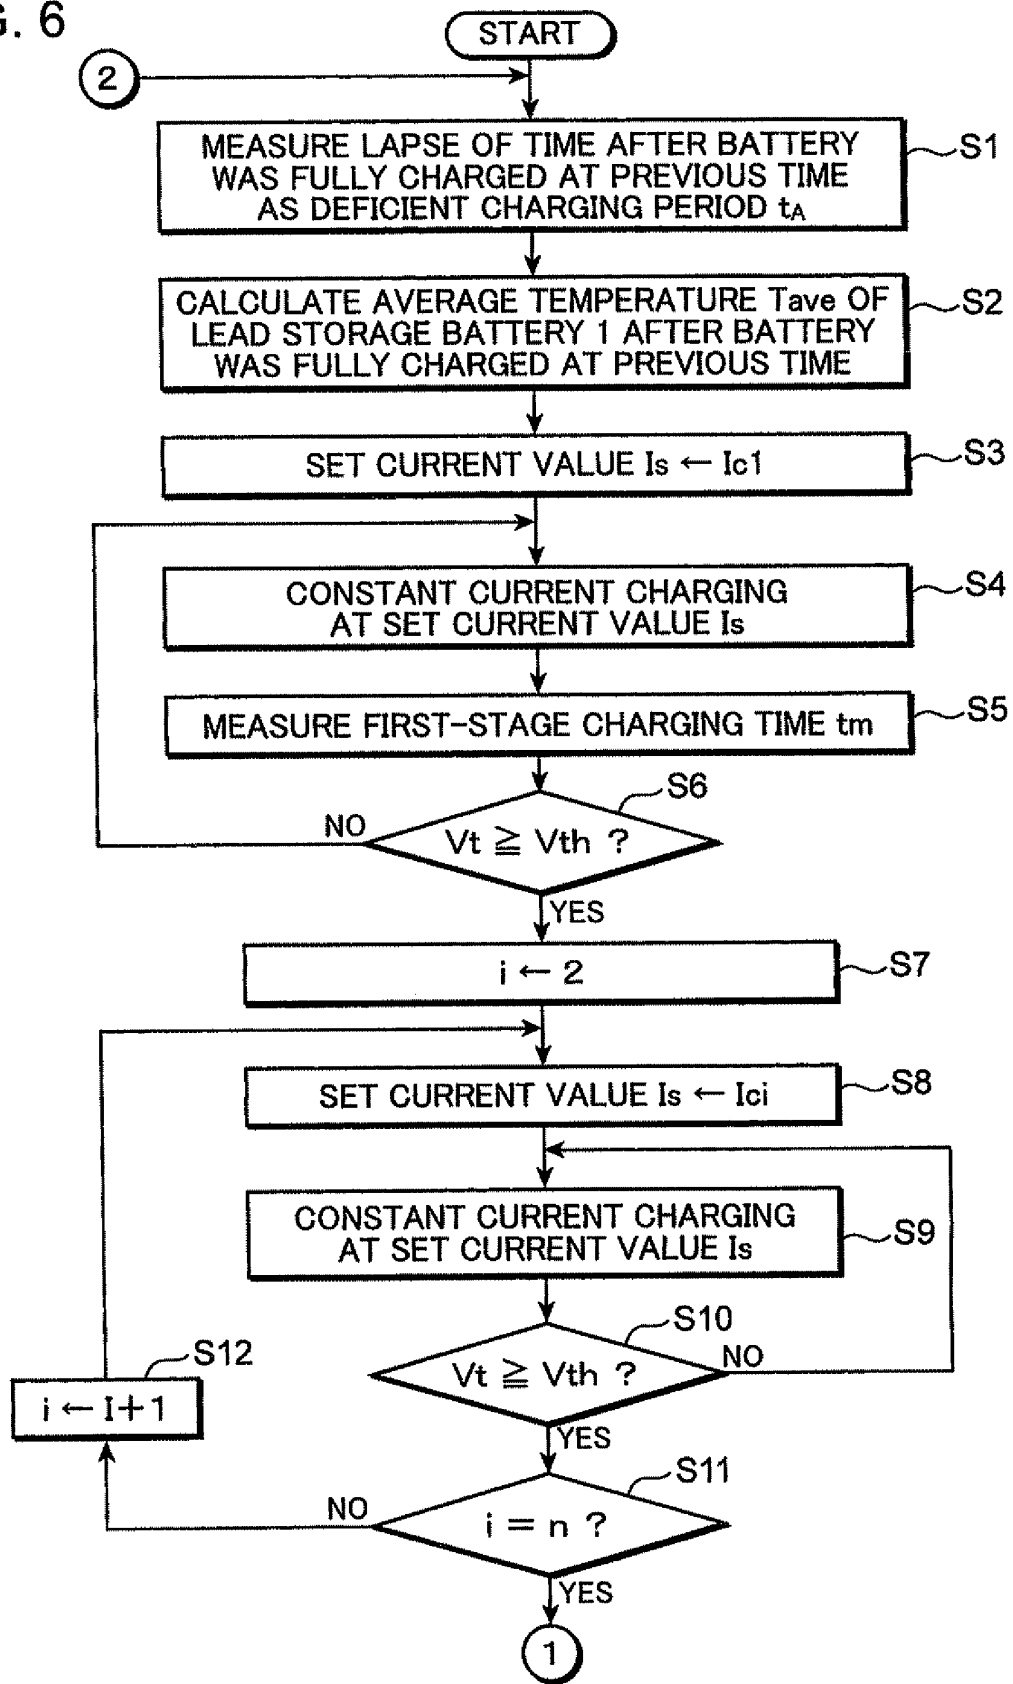 G. 6
START
2
MEASURE LAPSE OF TIME AFTER BATTERY
WAS FULLY CHARGED AT PREVIOUS TIME
AS DEFICIENT CHARGING PERIOD tA
S1
CALCULATE AVERAGE TEMPERATURE Tave OF
LEAD STORAGE BATTERY 1 AFTER BATTERY
WAS FULLY CHARGED AT PREVIOUS TIME
S2
SET CURRENT VALUE Is ← Ic1
S3
CONSTANT CURRENT CHARGING
AT SET CURRENT VALUE Is
S4
MEASURE FIRST-STAGE CHARGING TIME tm
S5
S6
NO
Vt ≧ Vth ?
YES
i ← 2
S7
SET CURRENT VALUE Is ← Ici
S8
CONSTANT CURRENT CHARGING
AT SET CURRENT VALUE Is
S9
S10
Vt ≧ Vth ?
NO
YES
S12
i ← I+1
S11
NO
i = n ?
YES
1